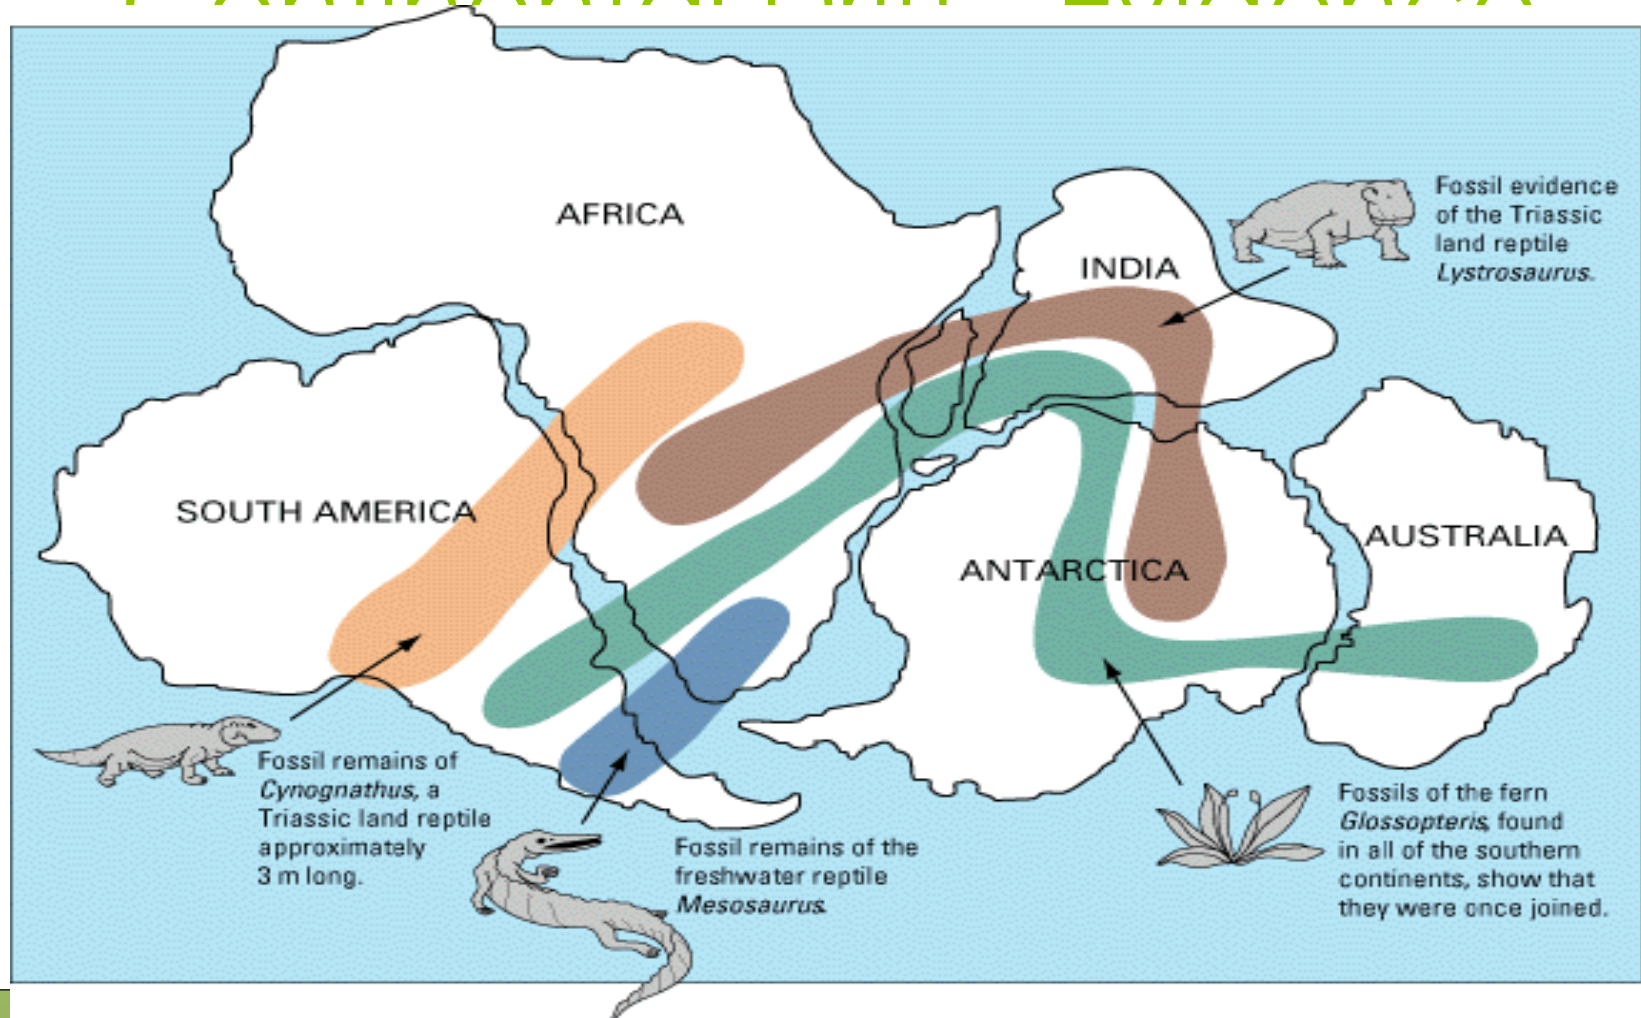 AFRICA
INDIA
Fossil evidence
of the Triassic
land reptile
Lystrosaurus.
SOUTH AMERICA
ANTARCTICA
AUSTRALIA
Fossil remains of
Cynognathus, a
Triassic land reptile
approximately
3 m long.
Fossil remains of the
freshwater reptile
Mesosaurus.
Fossils of the fern
Glossopteris, found
in all of the southern
continents, show that
they were once joined.